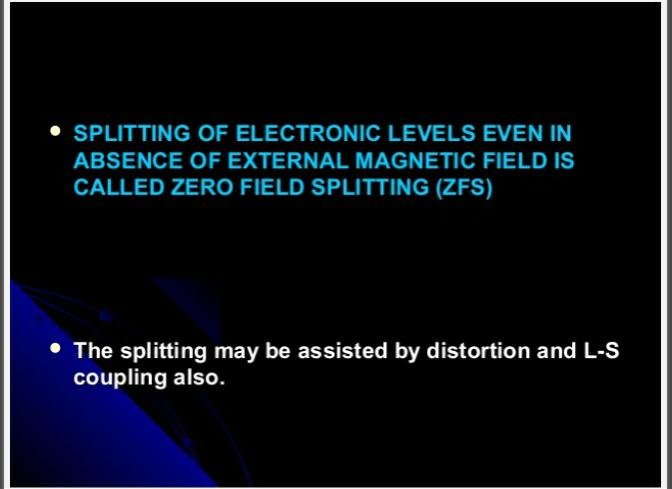 • SPLITTING OF ELECTRONIC LEVELS EVEN IN
ABSENCE OF EXTERNAL MAGNETIC FIELD IS
CALLED ZERO FIELD SPLITTING (ZFS)
• The splitting may be assisted by distortion and L-S
coupling also.